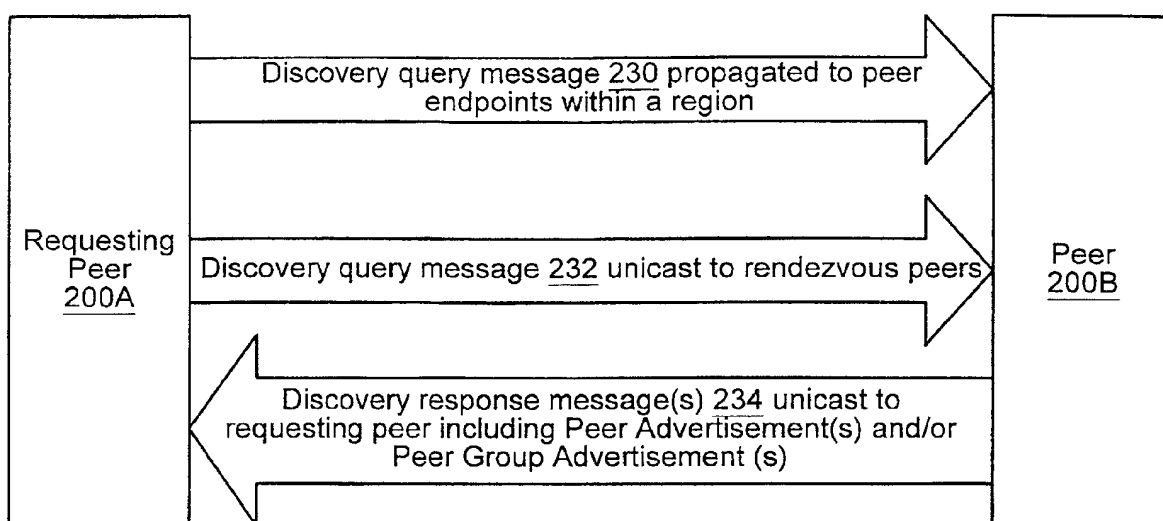 Discovery query message 230 propagated to peer
endpoints within a region
Requesting
Peer
200A
Discovery query message 232 unicast to rendezvous peers
Peer
200B
Discovery response message(s) 234 unicast to
requesting peer including Peer Advertisement(s) and/or
Peer Group Advertisement (s)